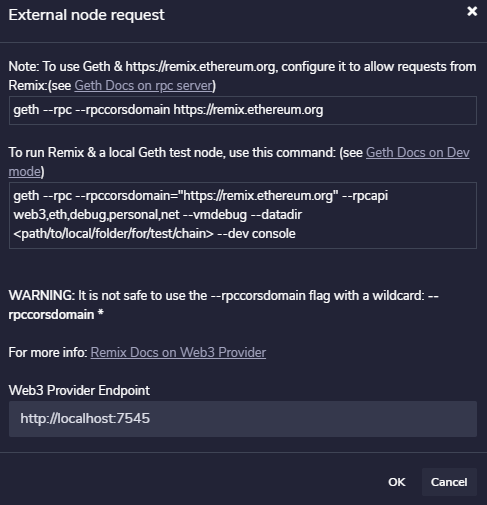 External node request
×
Note: To use Geth & https://remix.ethereum.org, configure it to allow requests from
Remix:(see Geth Docs on rpc server)
geth --rpc --rpccorsdomain https://remix.ethereum.org
To run Remix & a local Geth test node, use this command: (see Geth Docs on Dev
mode)
geth --rpc --rpccorsdomain="https://remix.ethereum.org" --rpcapi
web3,eth,debug,personal,net --vmdebug --datadir
<path/to/local/folder/for/test/chain> --dev console
WARNING: It is not safe to use the --rpccorsdomain flag with a wildcard: --
rpccorsdomain *
For more info: Remix Docs on Web3 Provider
Web3 Provider Endpoint
http://localhost:7545
OK Cancel